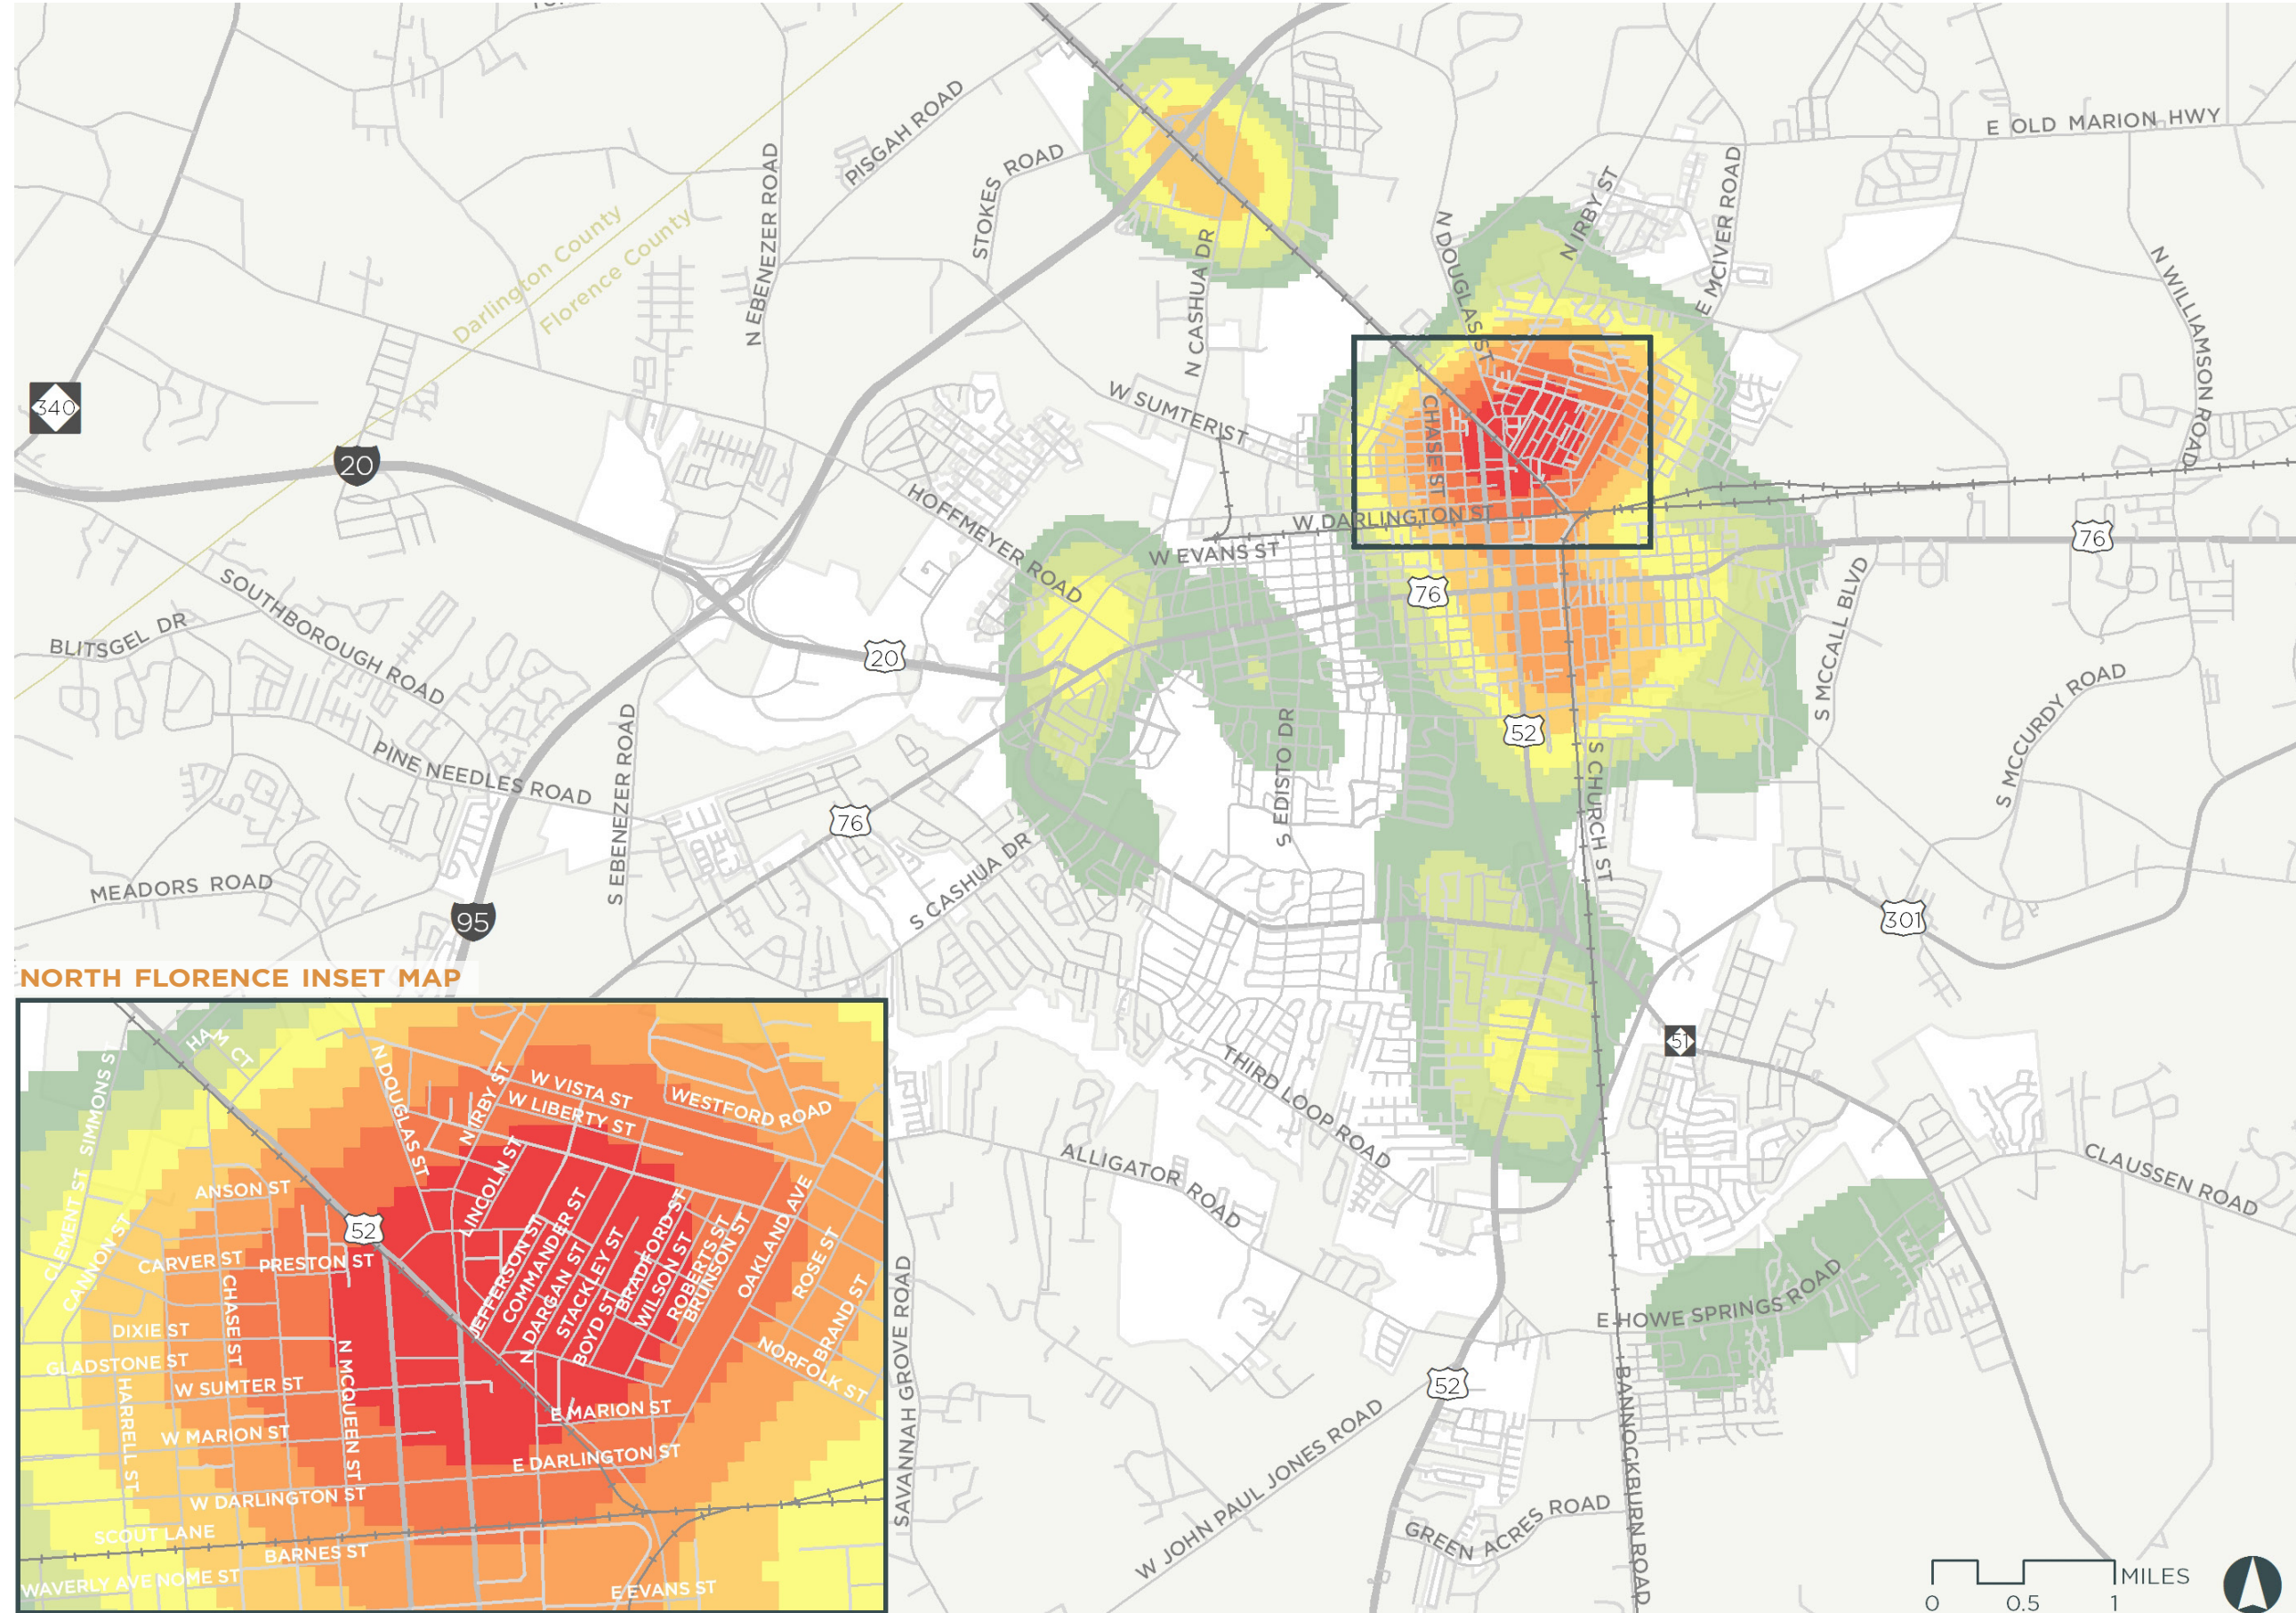 PISGAH ROAD
STOKES ROAD
N EBENEZER ROAD
Darlington County
Florence County
N CASHUA DR
N DOUGLAS ST
N IRBY ST
E MCIVER ROAD
E OLD MARION HWY
N WILLIAMSON ROAD
340
20
W SUMTER ST
CHASE ST
HOFFMEYER ROAD
W DARLINGTON ST
W EVANS ST
76
76
SOUTHBOROUGH ROAD
BLITSGEL DR
20
S MCCALL BLVD
S MCCURDY ROAD
PINE NEEDLES ROAD
S EBENEZER ROAD
S EDISTO DR
52
S CHURCH ST
76
MEADORS ROAD
S CASHUA DR
95
301
51
THIRD LOOP ROAD
ALLIGATOR ROAD
CLAUSSEN ROAD
SAVANNAH GROVE ROAD
E HOWE SPRINGS ROAD
52
BANNOCKBURN ROAD
W JOHN PAUL JONES ROAD
GREEN ACRES ROAD
MILES
0 0.5 1
NORTH FLORENCE INSET MAP
HAM CT
SIMMONS ST
CLEMENT ST
CANNON ST
N DOUGLAS ST
N IRBY ST
W VISTA ST
W LIBERTY ST
WESTFORD ROAD
LINCOLN ST
ANSON ST
52
CARVER ST
PRESTON ST
CHASE ST
JEFFERSON ST
COMMANDER ST
N DARGAN ST
STACKLEY ST
BOYD ST
BRADFORD ST
WILSON ST
ROBERTS ST
BRUNSON ST
OAKLAND AVE
ROSE ST
BRAND ST
NORFOLK ST
DIXIE ST
GLADSTONE ST
HARRELL ST
W SUMTER ST
N MCQUEEN ST
W MARION ST
E MARION ST
E DARLINGTON ST
W DARLINGTON ST
SCOUT LANE
BARNES ST
WAVERLY AVE
NOME ST
E EVANS ST